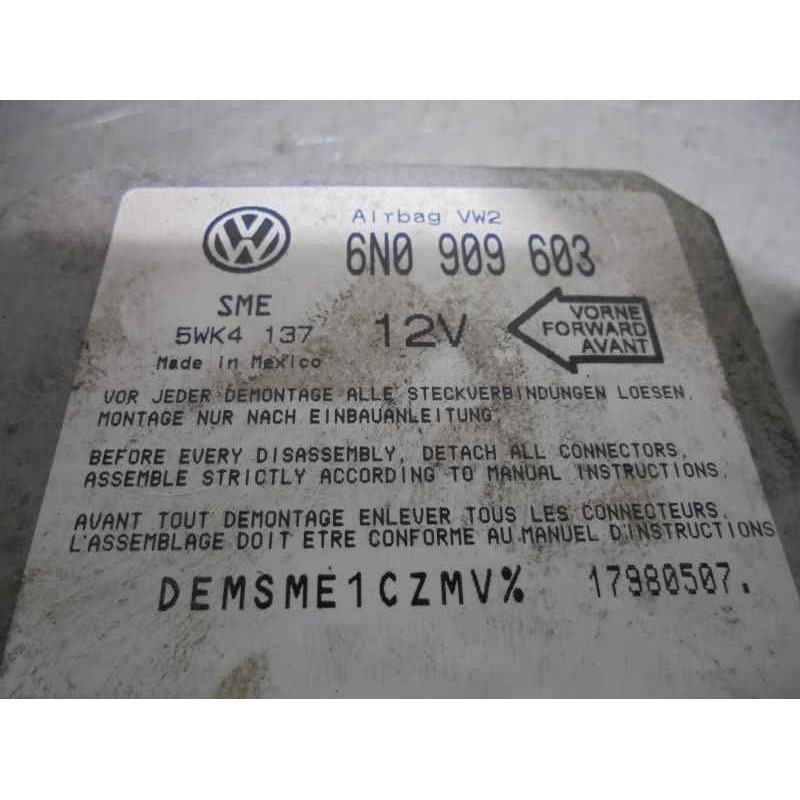 Airbag VW2
6N0 909 603
SME
5WK4 137
12V
VORNE
FORWARD
AVANT
Made in Mexico
VOR JEDER DEMONTAGE ALLE STECKVERBINDUNGEN LOESEN.
MONTAGE NUR NACH EINBAUANLEITUNG
BEFORE EVERY DISASSEMBLY, DETACH ALL CONNECTORS.
ASSEMBLE STRICTLY ACCORDING TO MANUAL INSTRUCTIONS.
AVANT TOUT DEMONTAGE ENLEVER TOUS LES CONNECTEURS.
L'ASSEMBLAGE DOIT ETRE CONFORME AU MANUEL D'INSTRUCTIONS
DEMSME1CZMV% 17980507.